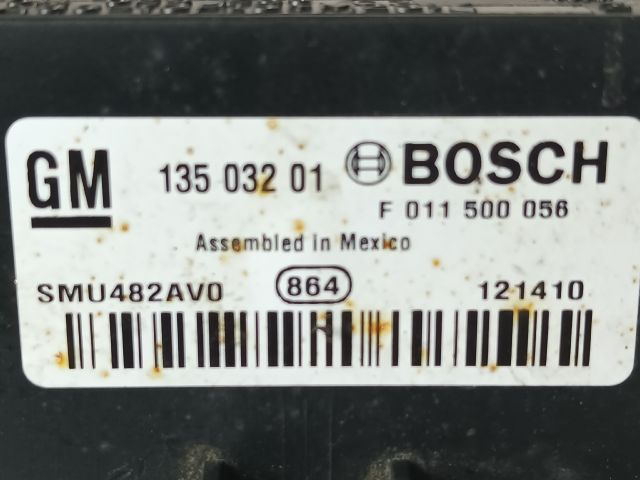 GM 135 032 01 BOSCH
F 011 500 056
Assembled in Mexico
SMU482AV0 864 121410